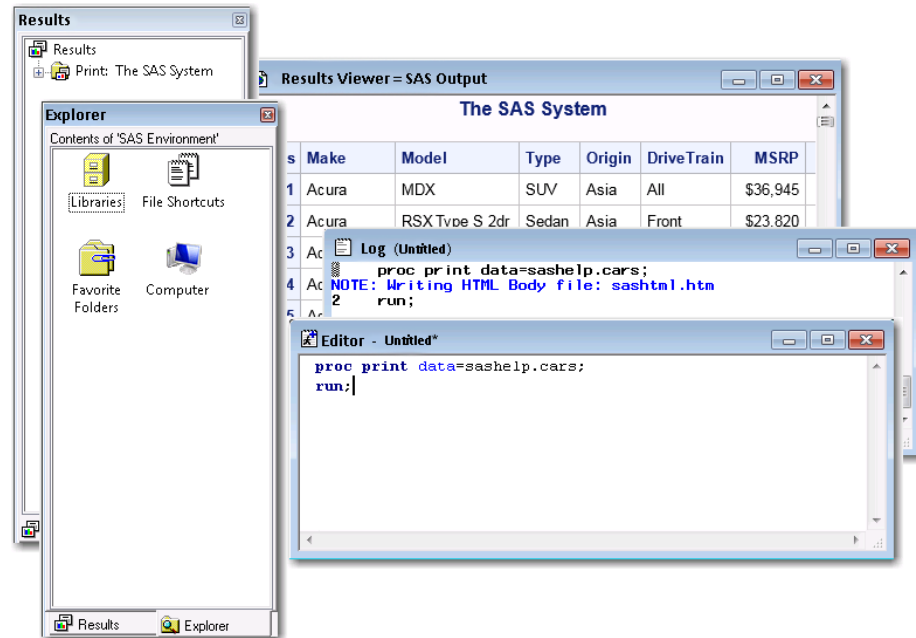 Results
Results
Print: The SAS System
Explorer
Contents of 'SAS Environment'
Libraries
File Shortcuts
Favorite Folders
Computer
Results
Explorer
Results Viewer = SAS Output
The SAS System
s Make Model Type Origin DriveTrain MSRP
1 Acura MDX SUV Asia All $36,945
2 Acura RSX Type S 2dr Sedan Asia Front $23,820
3
4
5
Log (Untitled)
proc print data=sashelp.cars;
NOTE: Writing HTML Body file: sashtml.htm
2 run;
Editor - Untitled*
proc print data=sashelp.cars;
run;